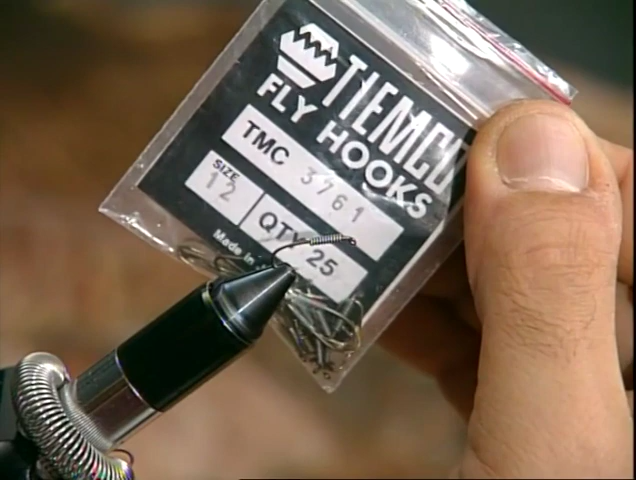 TIEMCO
FLY HOOKS
TMC 3761
SIZE 12
QTY 25
Made in